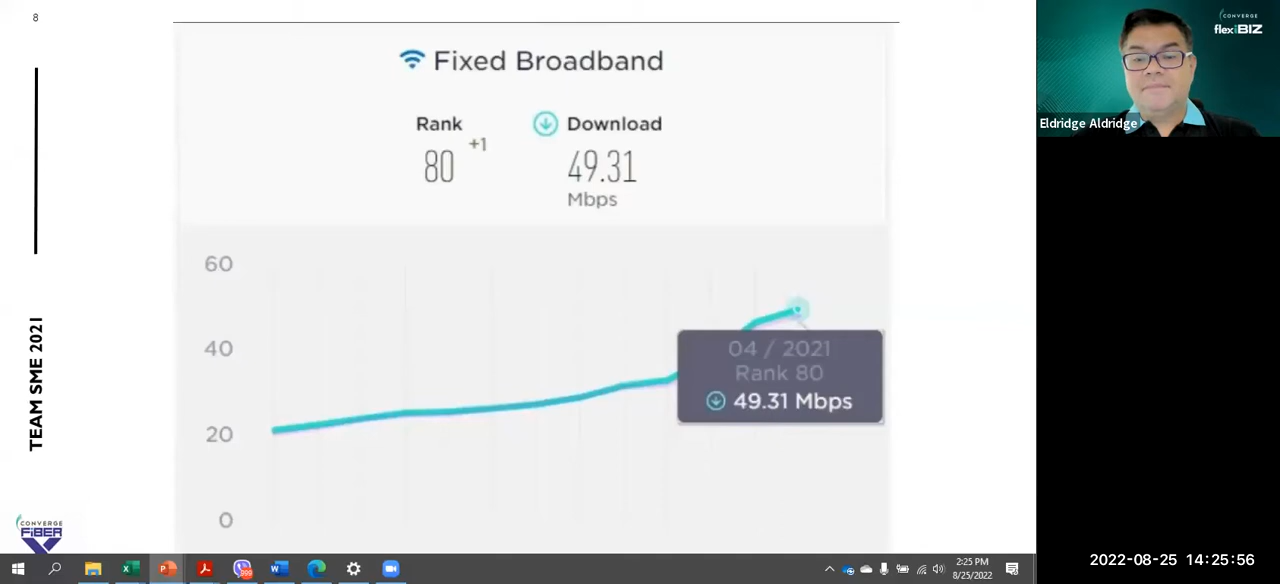 8
Fixed Broadband
Rank
80 +1
Download
49.31
Mbps
60
40
20
0
04 / 2021
Rank 80
49.31 Mbps
TEAM SME 2021
CONVERGE
FiBER
CONVERGE
flexiBIZ
Eldridge Aldridge
999
2:25 PM
8/25/2022
2022-08-25 14:25:56